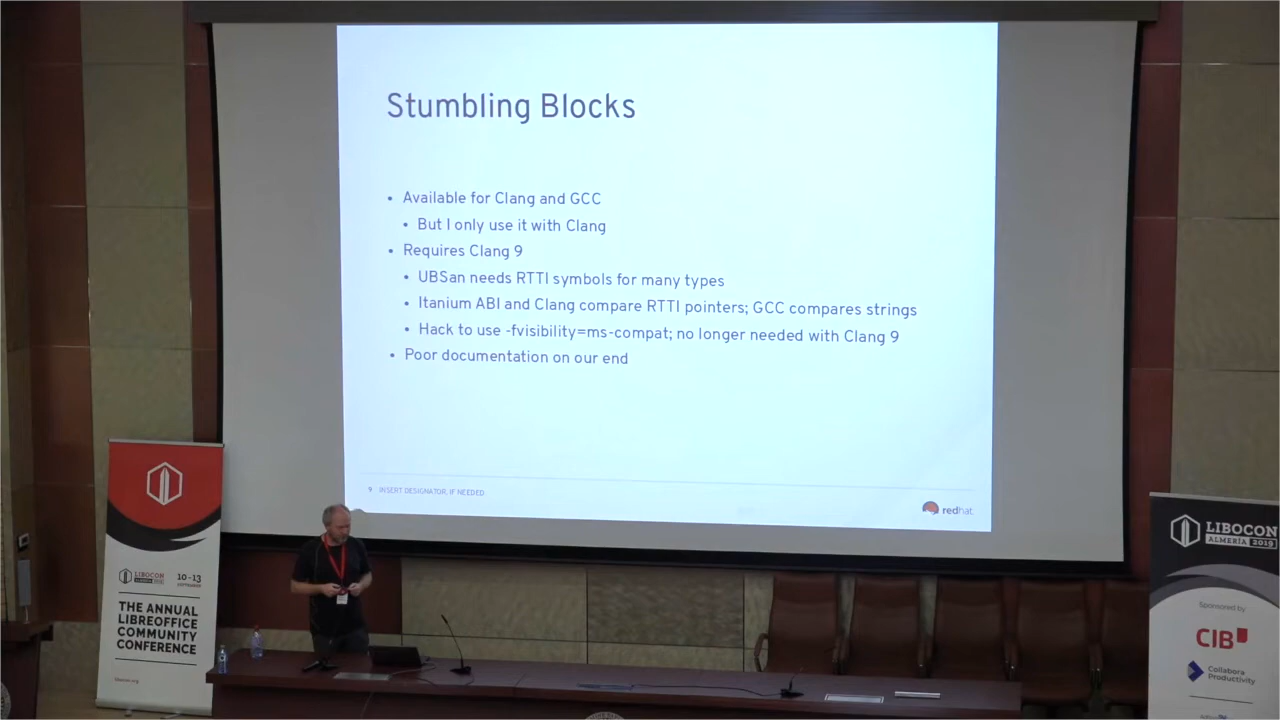 Stumbling Blocks
• Available for Clang and GCC
• But I only use it with Clang
• Requires Clang 9
• UBSan needs RTTI symbols for many types
• Itanium ABI and Clang compare RTTI pointers; GCC compares strings
• Hack to use -fvisibility=ms-compat; no longer needed with Clang 9
• Poor documentation on our end
9 INSERT DESIGNATOR, IF NEEDED
redhat
LIBOCON
10-13
THE ANNUAL
LIBREOFFICE
COMMUNITY
CONFERENCE
LIBOCON
ALMERÍA 2019
Sponsored by
CIB
Collabora
Productivity